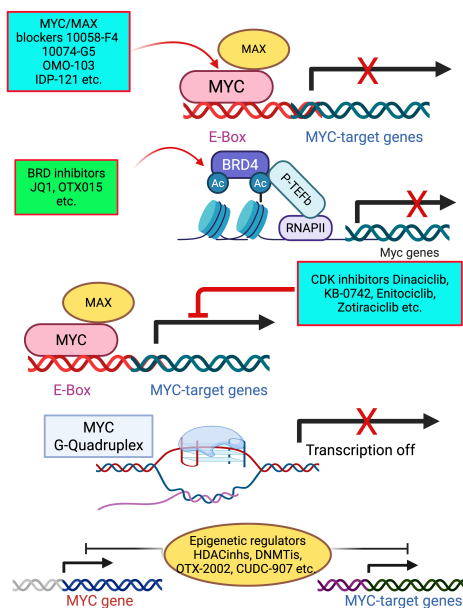 MYC/MAX
blockers 10058-F4
10074-G5
OMO-103
IDP-121 etc.
MAX
MYC
E-Box
MYC-target genes
BRD inhibitors
JQ1, OTX015
etc.
BRD4
Ac
Ac
P-TEFb
RNAPII
Myc genes
CDK inhibitors Dinaciclib,
KB-0742, Enitociclib,
Zotiraciclib etc.
MAX
MYC
E-Box
MYC-target genes
MYC
G-Quadruplex
Transcription off
Epigenetic regulators
HDACinhs, DNMTis,
OTX-2002, CUDC-907 etc.
MYC gene
MYC-target genes